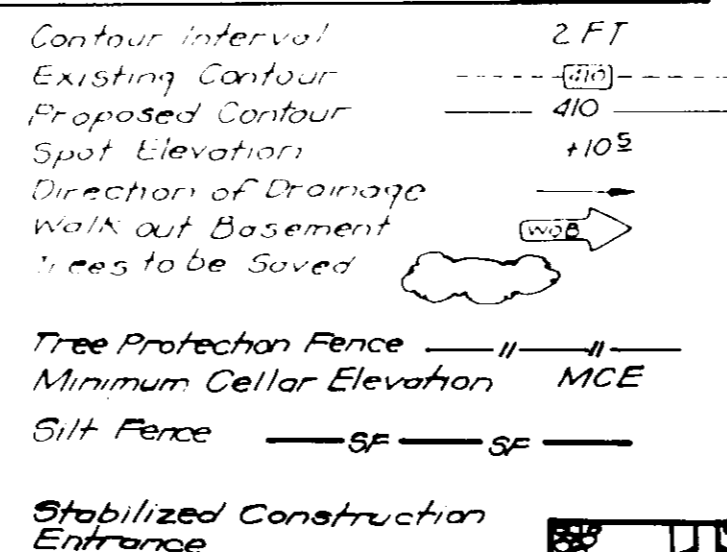 Contour Interval 2 FT
Existing Contour 410
Proposed Contour 410
Spot Elevation +10 5
Direction of Drainage
Walk out Basement WOB
Trees to be Saved
Tree Protection Fence // //
Minimum Cellar Elevation MCE
Silt Fence SF SF
Stabilized Construction
Entrance